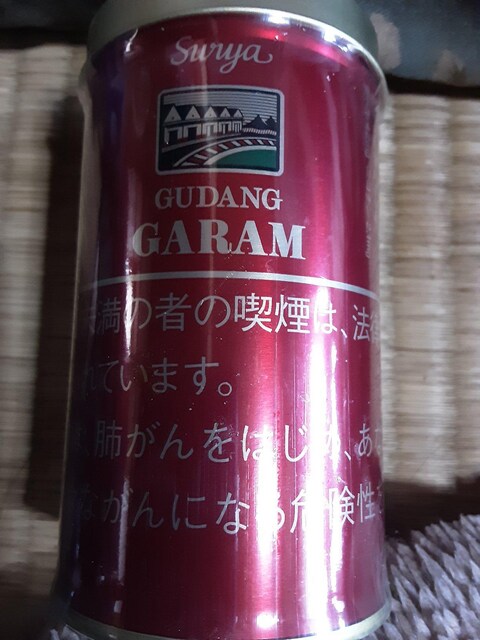 Surya
GUDANG
GARAM
満の者の喫煙は、法律
れています。
肺がんをはじめ、あ
がんになる危険性